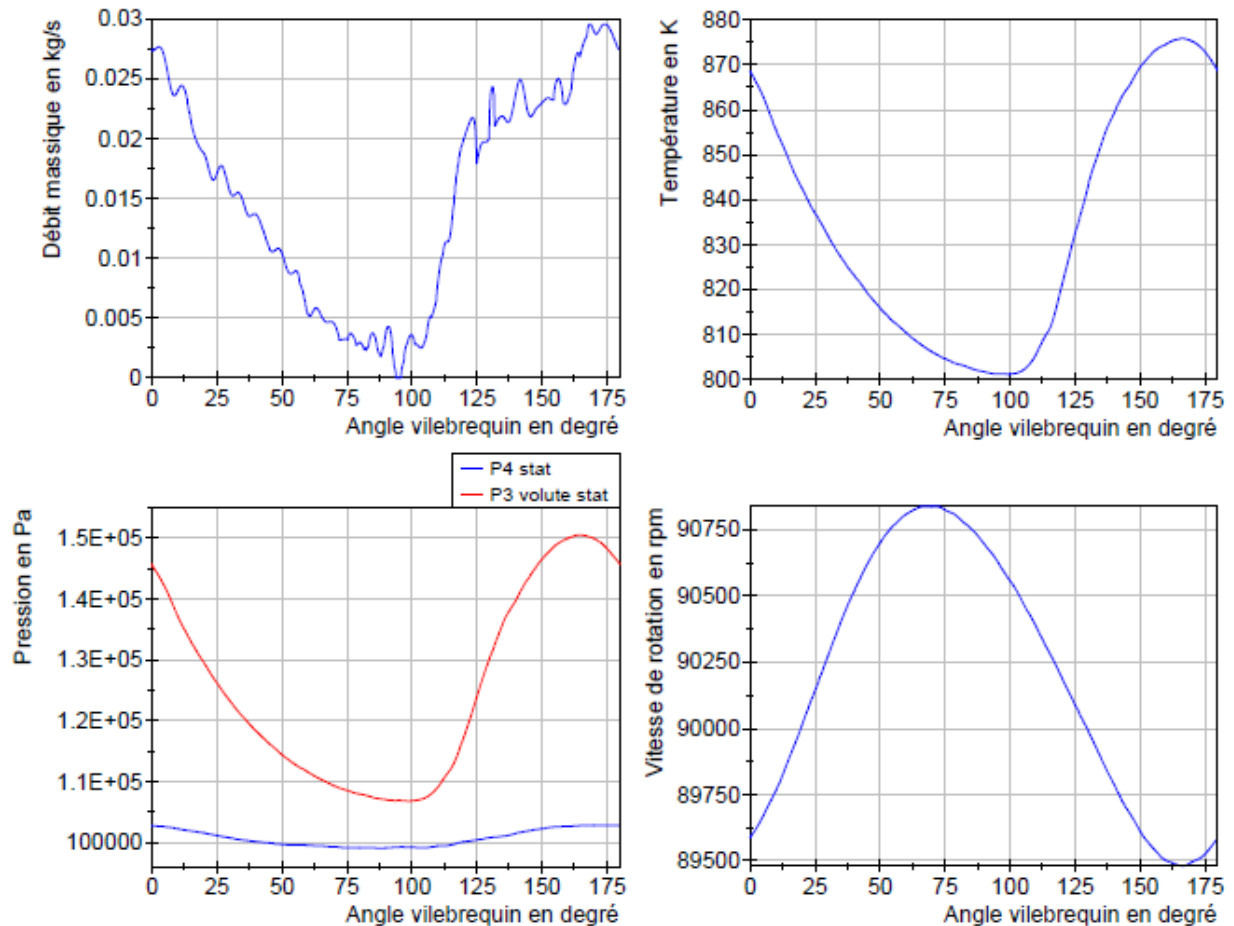 Débit massique en kg/s
0.03
0.025
0.02
0.015
0.01
0.005
0
0 25 50 75 100 125 150 175
Angle vilebrequin en degré
Température en K
880
870
860
850
840
830
820
810
800
0 25 50 75 100 125 150 175
Angle vilebrequin en degré
P4 stat
P3 volute stat
Pression en Pa
1.5E+05
1.4E+05
1.3E+05
1.2E+05
1.1E+05
100000
0 25 50 75 100 125 150 175
Angle vilebrequin en degré
Vitesse de rotation en rpm
90750
90500
90250
90000
89750
89500
0 25 50 75 100 125 150 175
Angle vilebrequin en degré